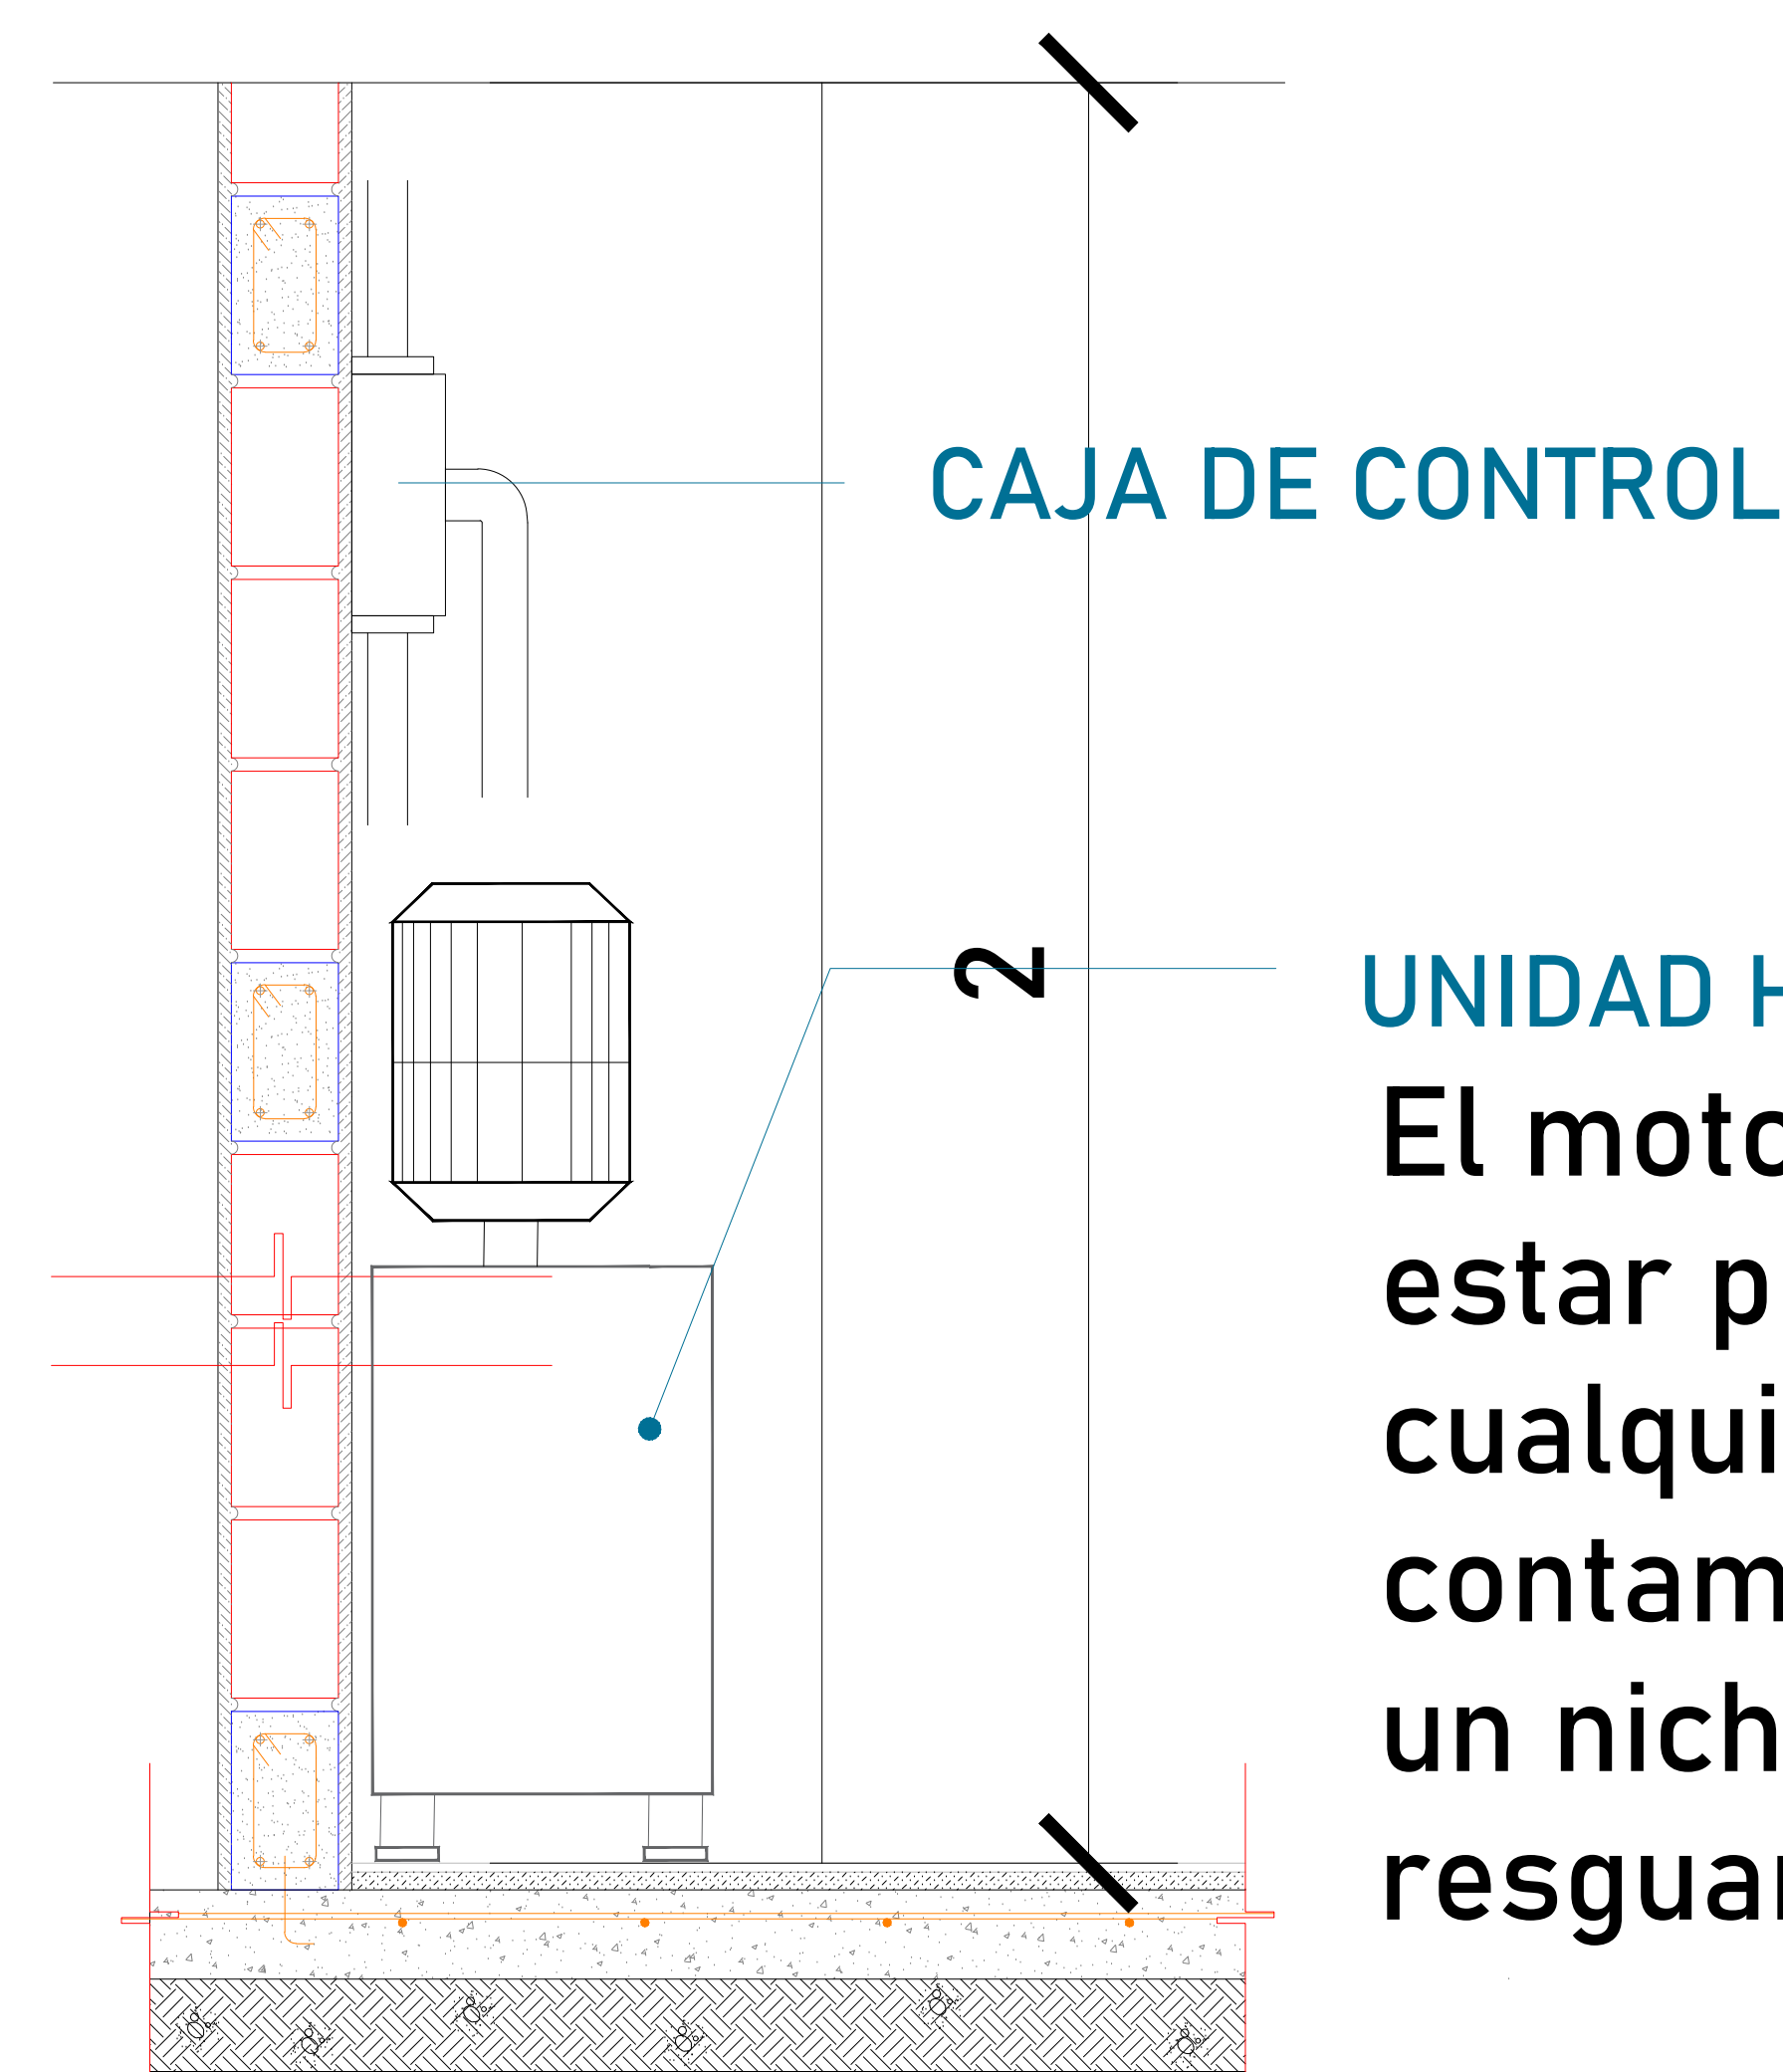 CAJA DE CONTROL
2
UNIDAD H
El moto
estar p
cualqui
contam
un nich
resguar